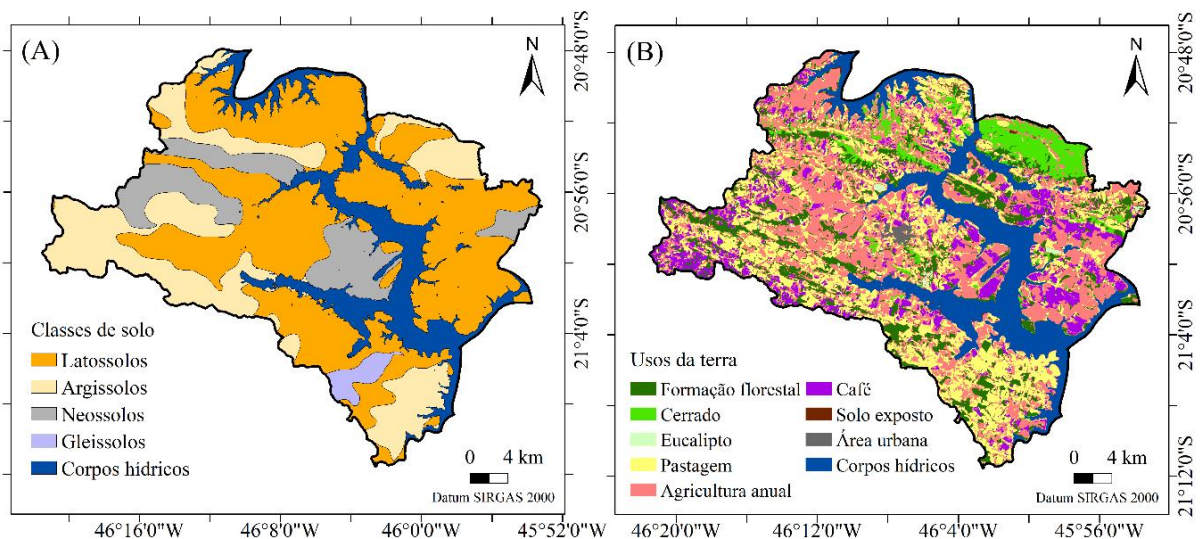 (A)
N
Classes de solo
Latossolos
Argissolos
Neossolos
Gleissolos
Corpos hídricos
0 4 km
Datum SIRGAS 2000
46°16'0"W 46°8'0"W 46°0'0"W 45°52'0"W
20°48'0"S
20°56'0"S
21°4'0"S
(B)
N
Usos da terra
Formação florestal
Cerrado
Eucalipto
Pastagem
Agricultura anual
Café
Solo exposto
Área urbana
Corpos hídricos
0 4 km
Datum SIRGAS 2000
46°20'0"W 46°12'0"W 46°4'0"W 45°56'0"W
20°48'0"S
20°56'0"S
21°4'0"S
21°12'0"S